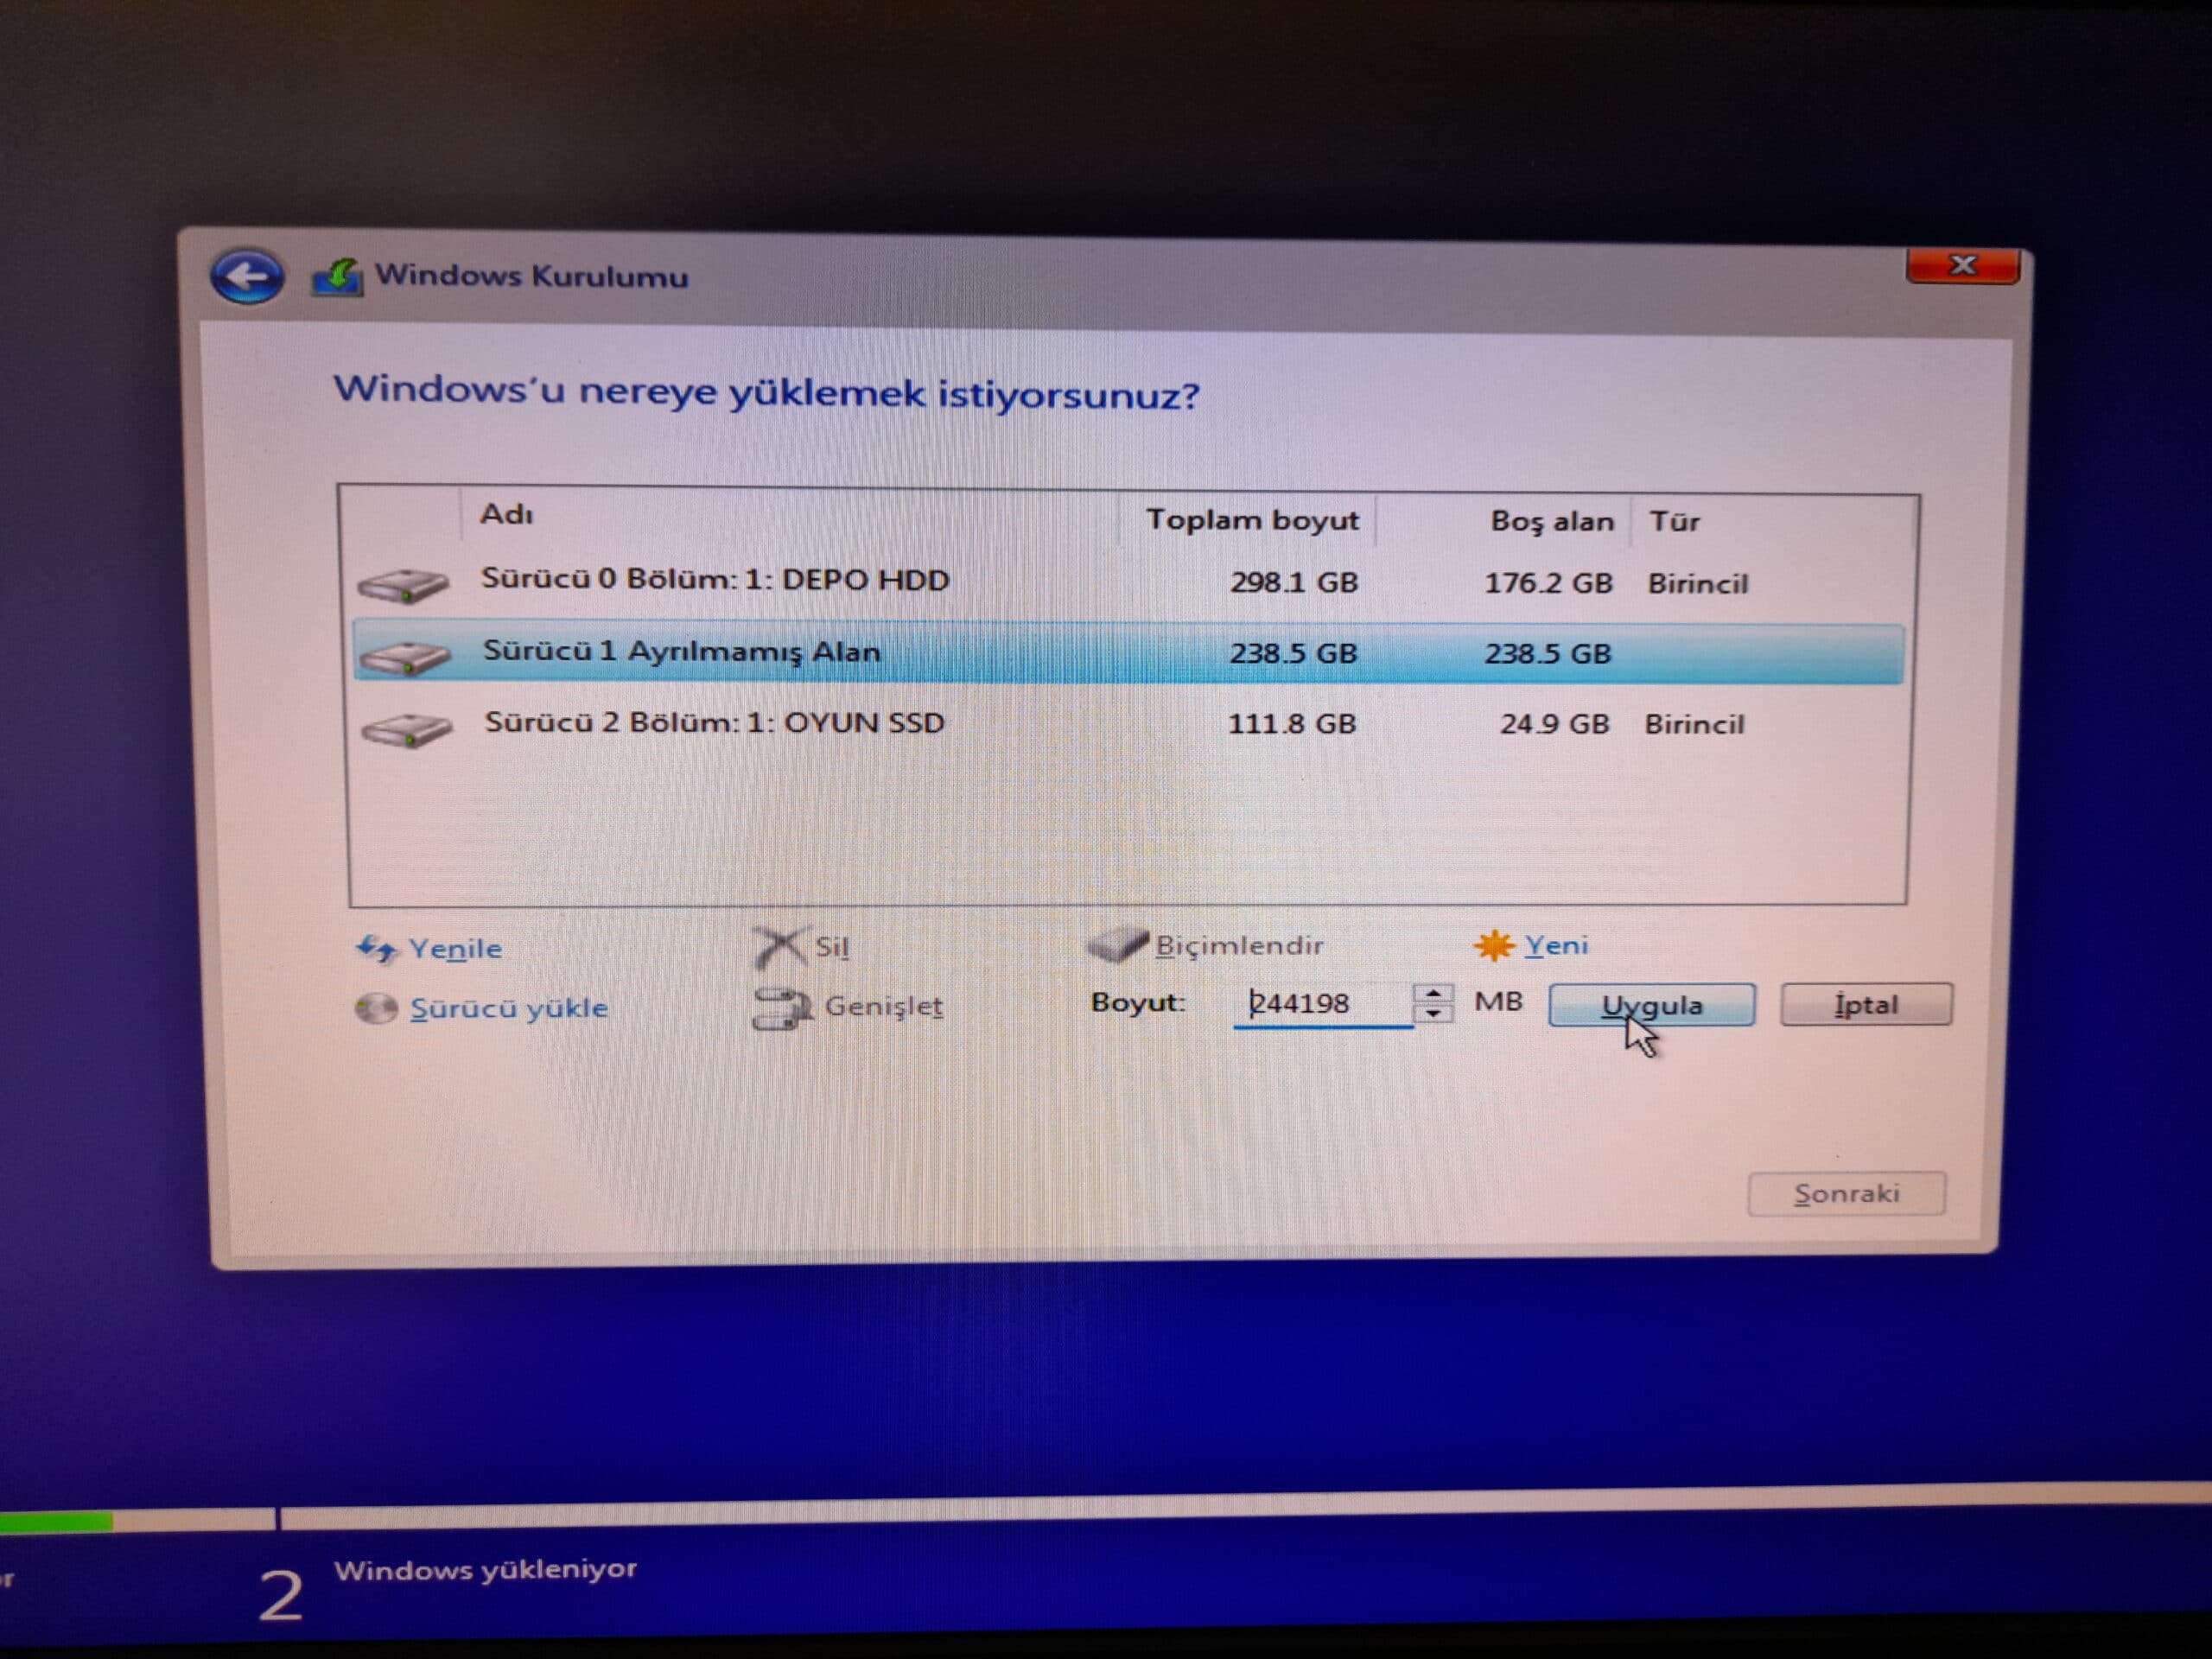 Windows Kurulumu
Windows'u nereye yüklemek istiyorsunuz?
Adı Toplam boyut Boş alan Tür
Sürücü 0 Bölüm: 1: DEPO HDD 298.1 GB 176.2 GB Birincil
Sürücü 1 Ayrılmamış Alan 238.5 GB 238.5 GB
Sürücü 2 Bölüm: 1: OYUN SSD 111.8 GB 24.9 GB Birincil
Yenile Sil Biçimlendir Yeni
Sürücü yükle Genişlet Boyut: 244198 MB Uygula İptal
Sonraki
2 Windows yükleniyor